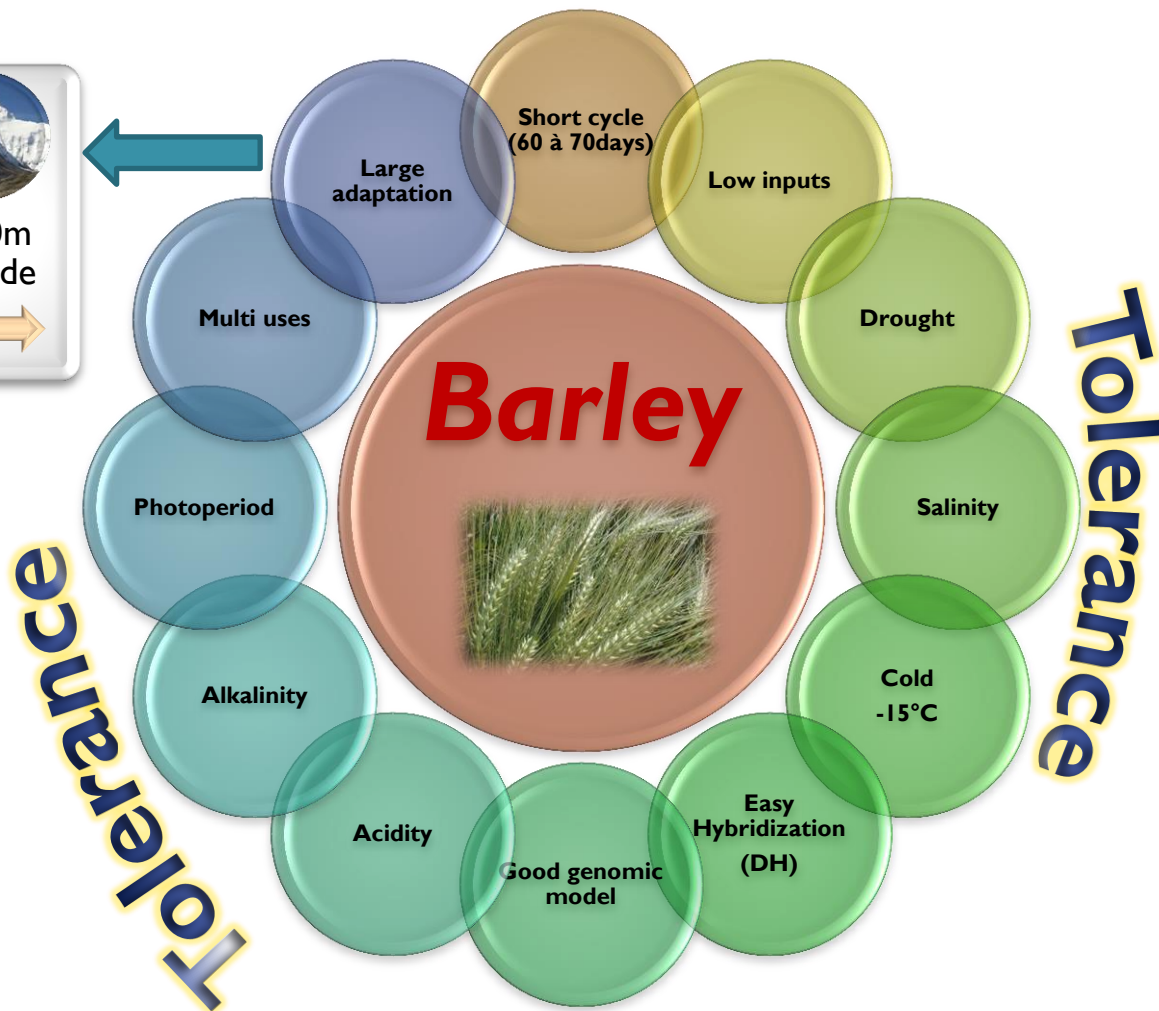 Short cycle
(60 à 70days)
Low inputs
Drought
Salinity
Cold
-15°C
Easy
Hybridization
(DH)
Good genomic
model
Acidity
Alkalinity
Photoperiod
Multi uses
Large
adaptation
Barley
Tolerance
Tolerance